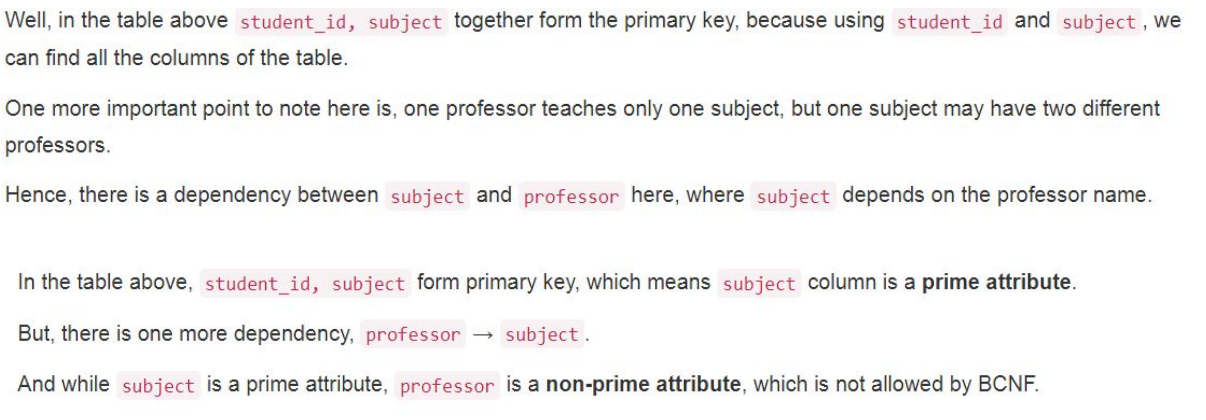 Well, in the table above student_id, subject together form the primary key, because using student_id and subject, we
can find all the columns of the table.
One more important point to note here is, one professor teaches only one subject, but one subject may have two different
professors.
Hence, there is a dependency between subject and professor here, where subject depends on the professor name.
In the table above, student_id, subject form primary key, which means subject column is a prime attribute.
But, there is one more dependency, professor → subject.
And while subject is a prime attribute, professor is a non-prime attribute, which is not allowed by BCNF.